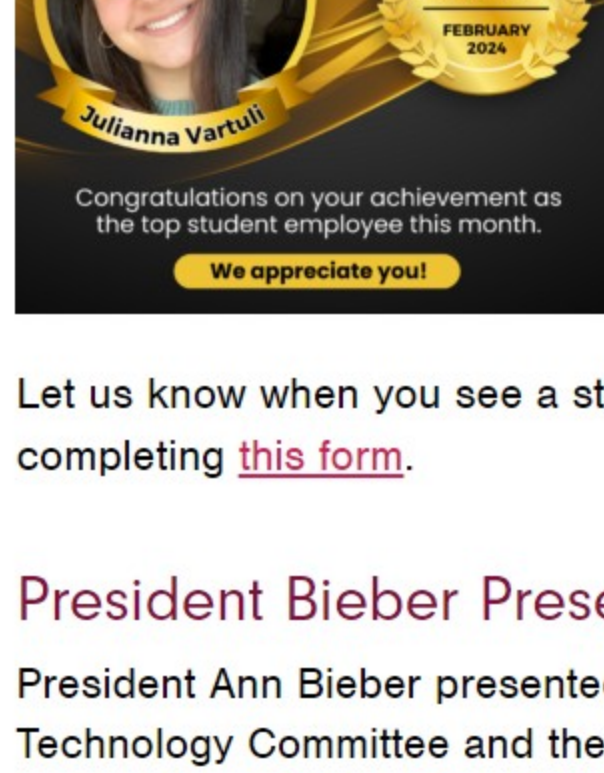 FEBRUARY
2024
Julianna Vartuli
Congratulations on your achievement as
the top student employee this month.
We appreciate you!
Let us know when you see a st
completing this form.
President Bieber Prese
President Ann Bieber presente
Technology Committee and the